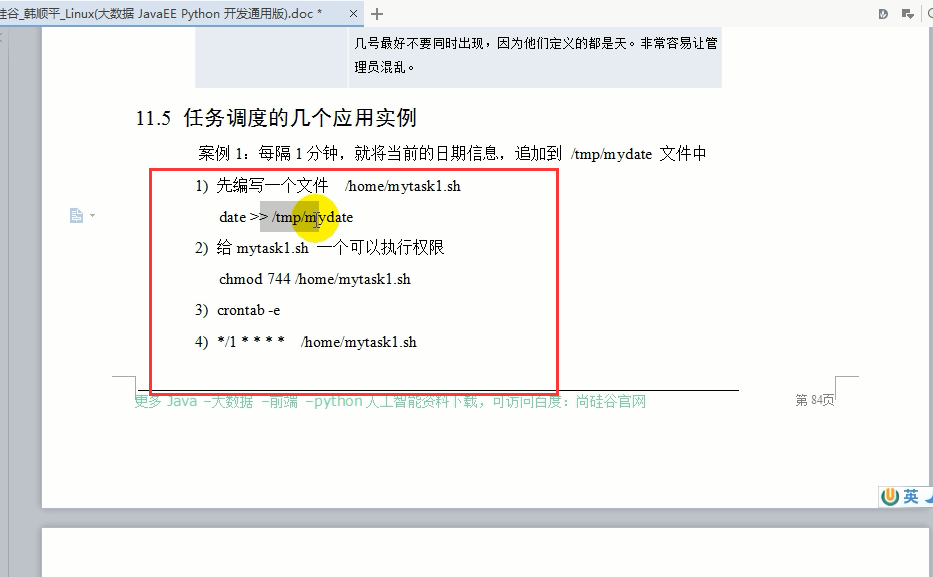 硅谷_韩顺平_Linux(大数据 JavaEE Python 开发通用版).doc *
几号最好不要同时出现，因为他们定义的都是天。非常容易让管
理员混乱。
11.5 任务调度的几个应用实例
案例 1：每隔 1 分钟，就将当前的日期信息，追加到 /tmp/mydate 文件中
1) 先编写一个文件 /home/mytask1.sh
date >> /tmp/mydate
2) 给 mytask1.sh 一个可以执行权限
chmod 744 /home/mytask1.sh
3) crontab -e
4) */1 * * * * /home/mytask1.sh
更多 Java –大数据 –前端 –python 人工智能资料下载，可访问百度：尚硅谷官网
第 84页
英